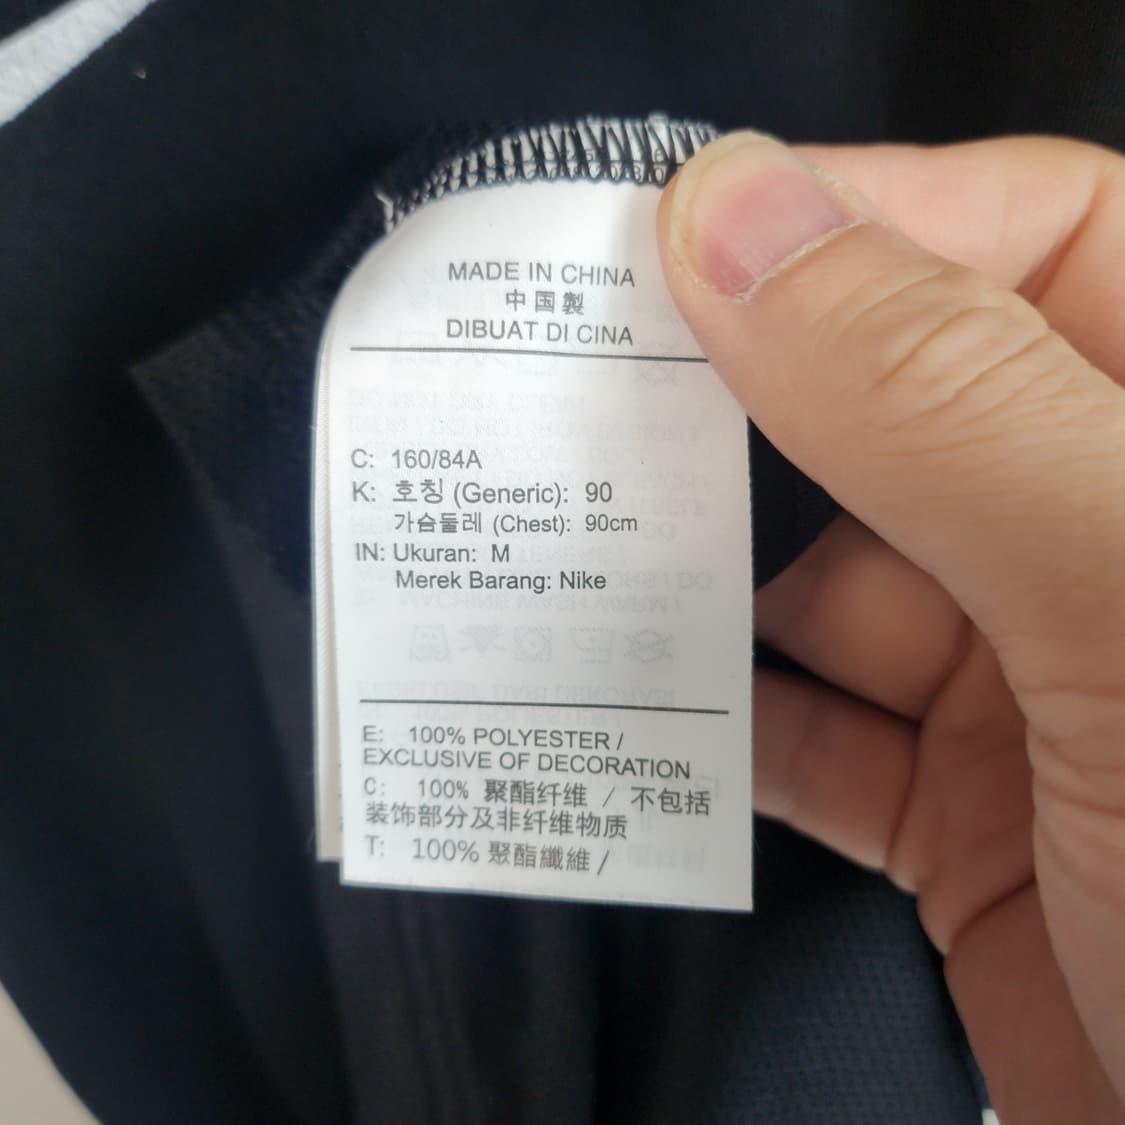 MADE IN CHINA
中国製
DIBUAT DI CINA
C: 160/84A
K: 호칭 (Generic): 90
가슴둘레 (Chest): 90cm
IN: Ukuran: M
Merek Barang: Nike
E: 100% POLYESTER /
EXCLUSIVE OF DECORATION
C: 100% 聚酯纤维 / 不包括
装饰部分及非纤维物质
T: 100% 聚酯纖維 /